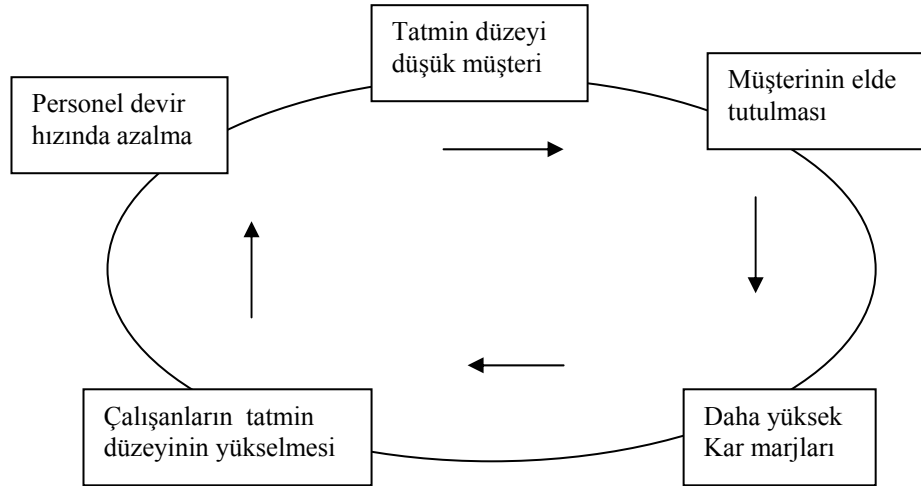 Tatmin düzeyi
düşük müşteri
Müşterinin elde
tutulması
Daha yüksek
Kar marjları
Çalışanların tatmin
düzeyinin yükselmesi
Personel devir
hızında azalma